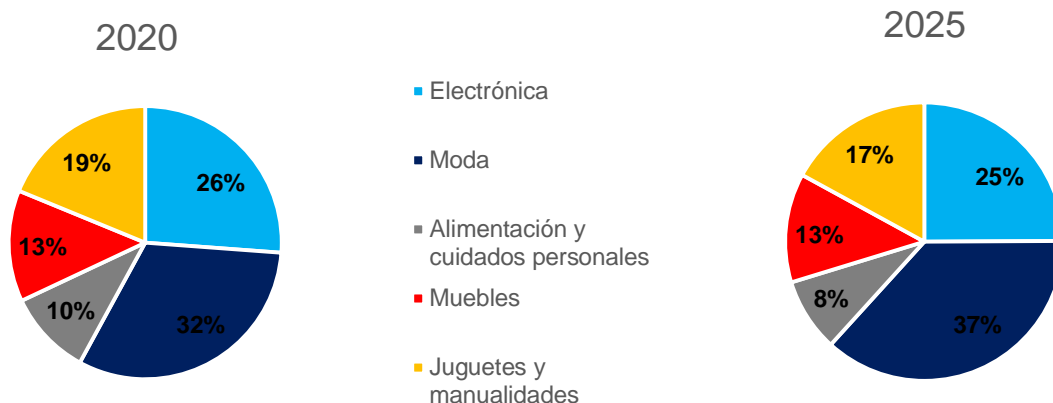 2020
19%
26%
13%
10%
32%
Electrónica
Moda
Alimentación y
cuidados personales
Muebles
Juguetes y
manualidades
2025
17%
25%
13%
8%
37%